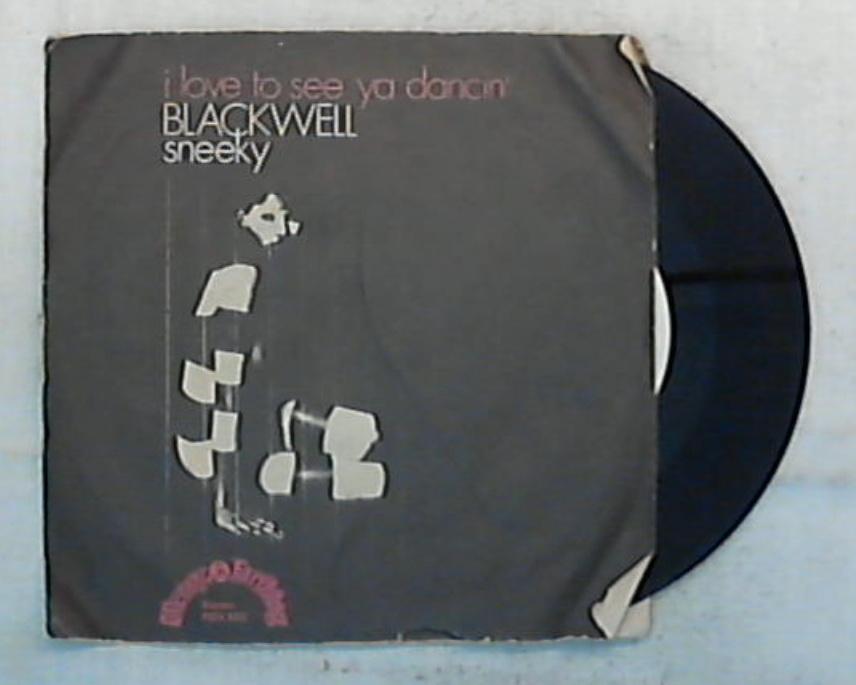 i love to see ya dancin'
BLACKWELL
sneeky